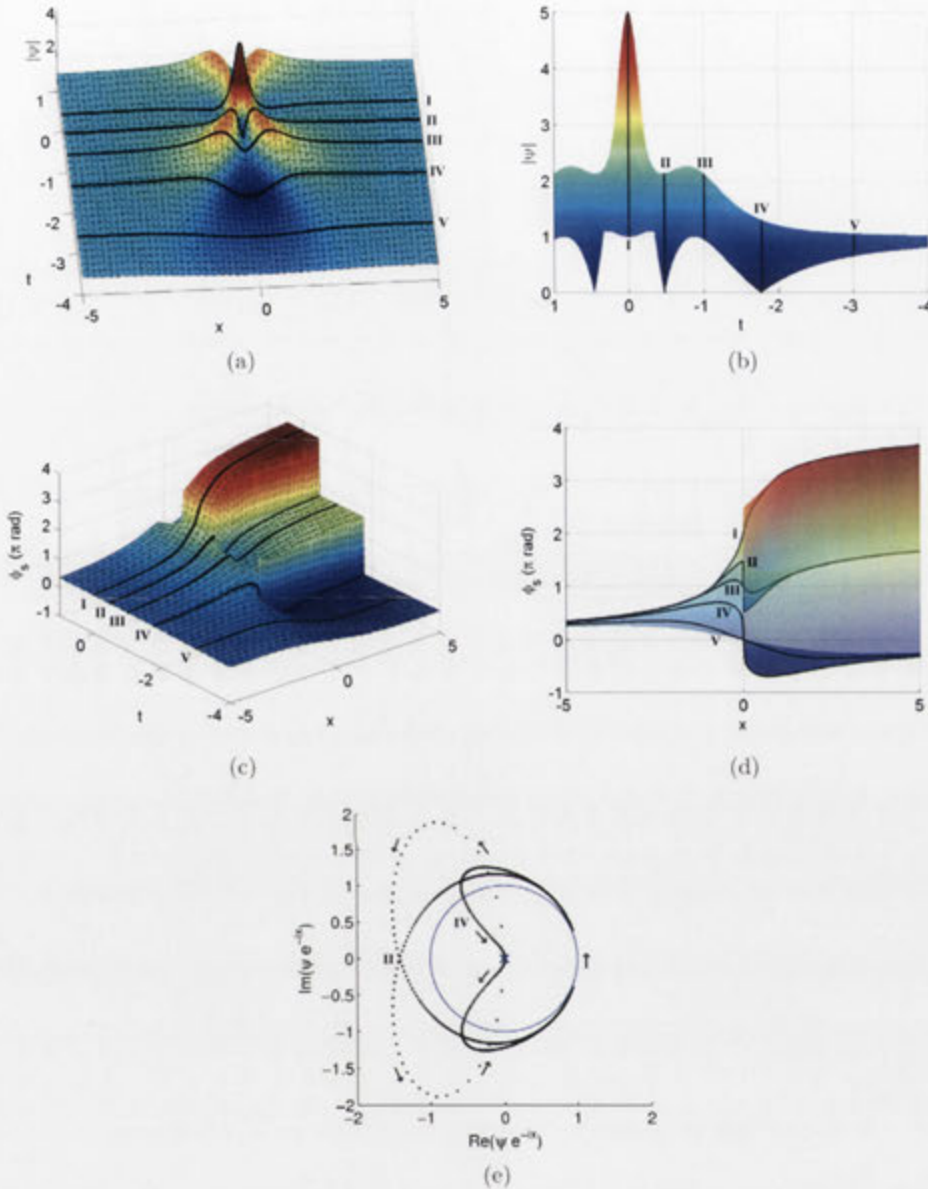 4
2
|ψ|
1
0
-1
-2
-3
t
-4
-5
0
5
x
I
II
III
IV
V
(a)
5
4
3
|ψ|
2
1
0
1
0
-1
-2
-3
-4
t
I
II
III
IV
V
(b)
4
3
2
1
0
-1
ϕs (π rad)
I
II
III
IV
V
0
-2
-4
t
-5
0
5
x
(c)
4
3
2
1
0
-1
ϕs (π rad)
I
II
III
IV
V
-5
0
5
x
(d)
2
1.5
1
0.5
0
-0.5
-1
-1.5
-2
Im(ψ e^-ix)
IV
II
-2
-1
0
1
2
Re(ψ e^-ix)
(e)